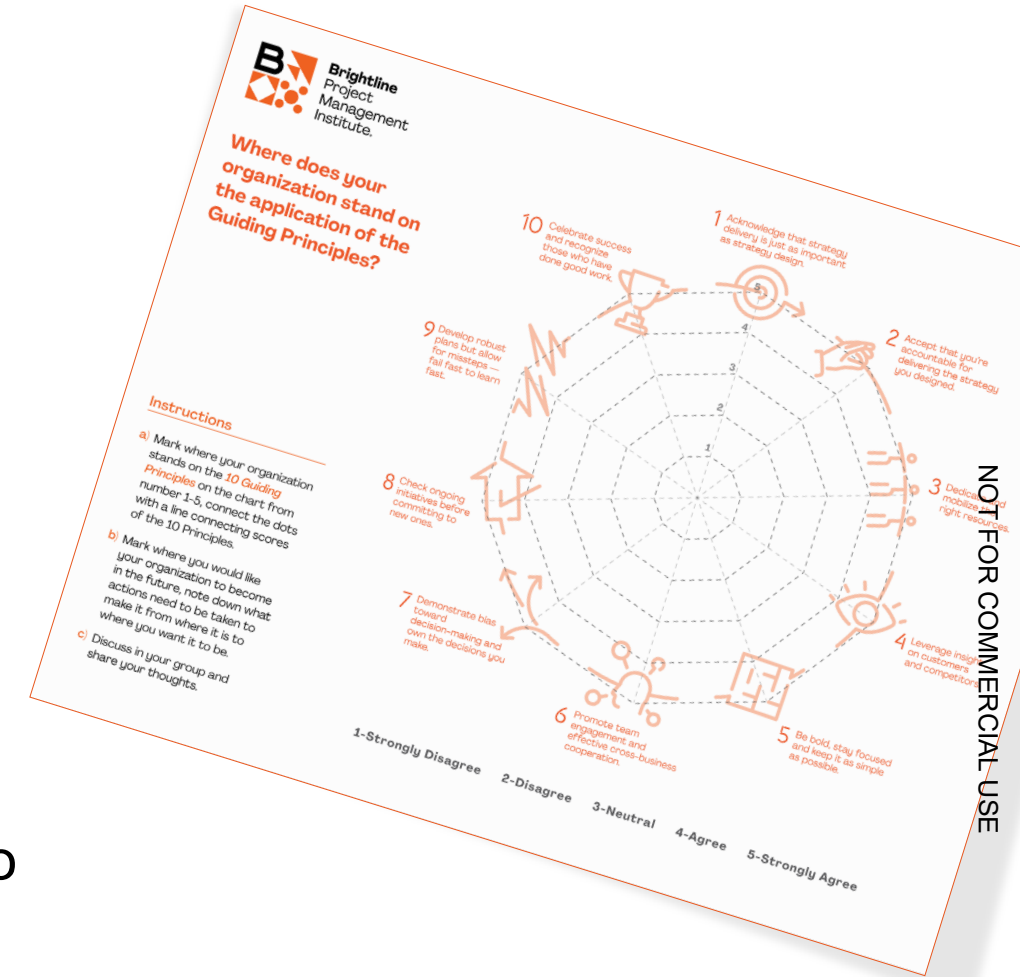 B
Brightline
Project
Management
Institute.
Where does your
organization stand on
the application of the
Guiding Principles?
Instructions
a) Mark where your organization
stands on the 10 Guiding
Principles on the chart from
number 1-5, connect the dots
with a line connecting scores
of the 10 Principles.
b) Mark where you would like
your organization to become
in the future, note down what
actions need to be taken to
make it from where it is to
where you want it to be.
c) Discuss in your group and
share your thoughts.
1 Acknowledge that strategy
delivery is just as important
as strategy design.
2 Accept that you're
accountable for
delivering the strategy
you designed.
3 Dedicate and
mobilize the
right resources.
4 Leverage insight
on customers
and competitors
5 Be bold, stay focused
and keep it as simple
as possible.
6 Promote team
engagement and
effective cross-business
cooperation.
7 Demonstrate bias
toward
decision-making and
own the decisions you
make.
8 Check ongoing
initiatives before
committing to
new ones.
9 Develop robust
plans but allow
for missteps —
fail fast to learn
fast.
10 Celebrate success
and recognize
those who have
done good work.
5
4
3
2
1
1-Strongly Disagree 2-Disagree 3-Neutral 4-Agree 5-Strongly Agree
NOT FOR COMMERCIAL USE